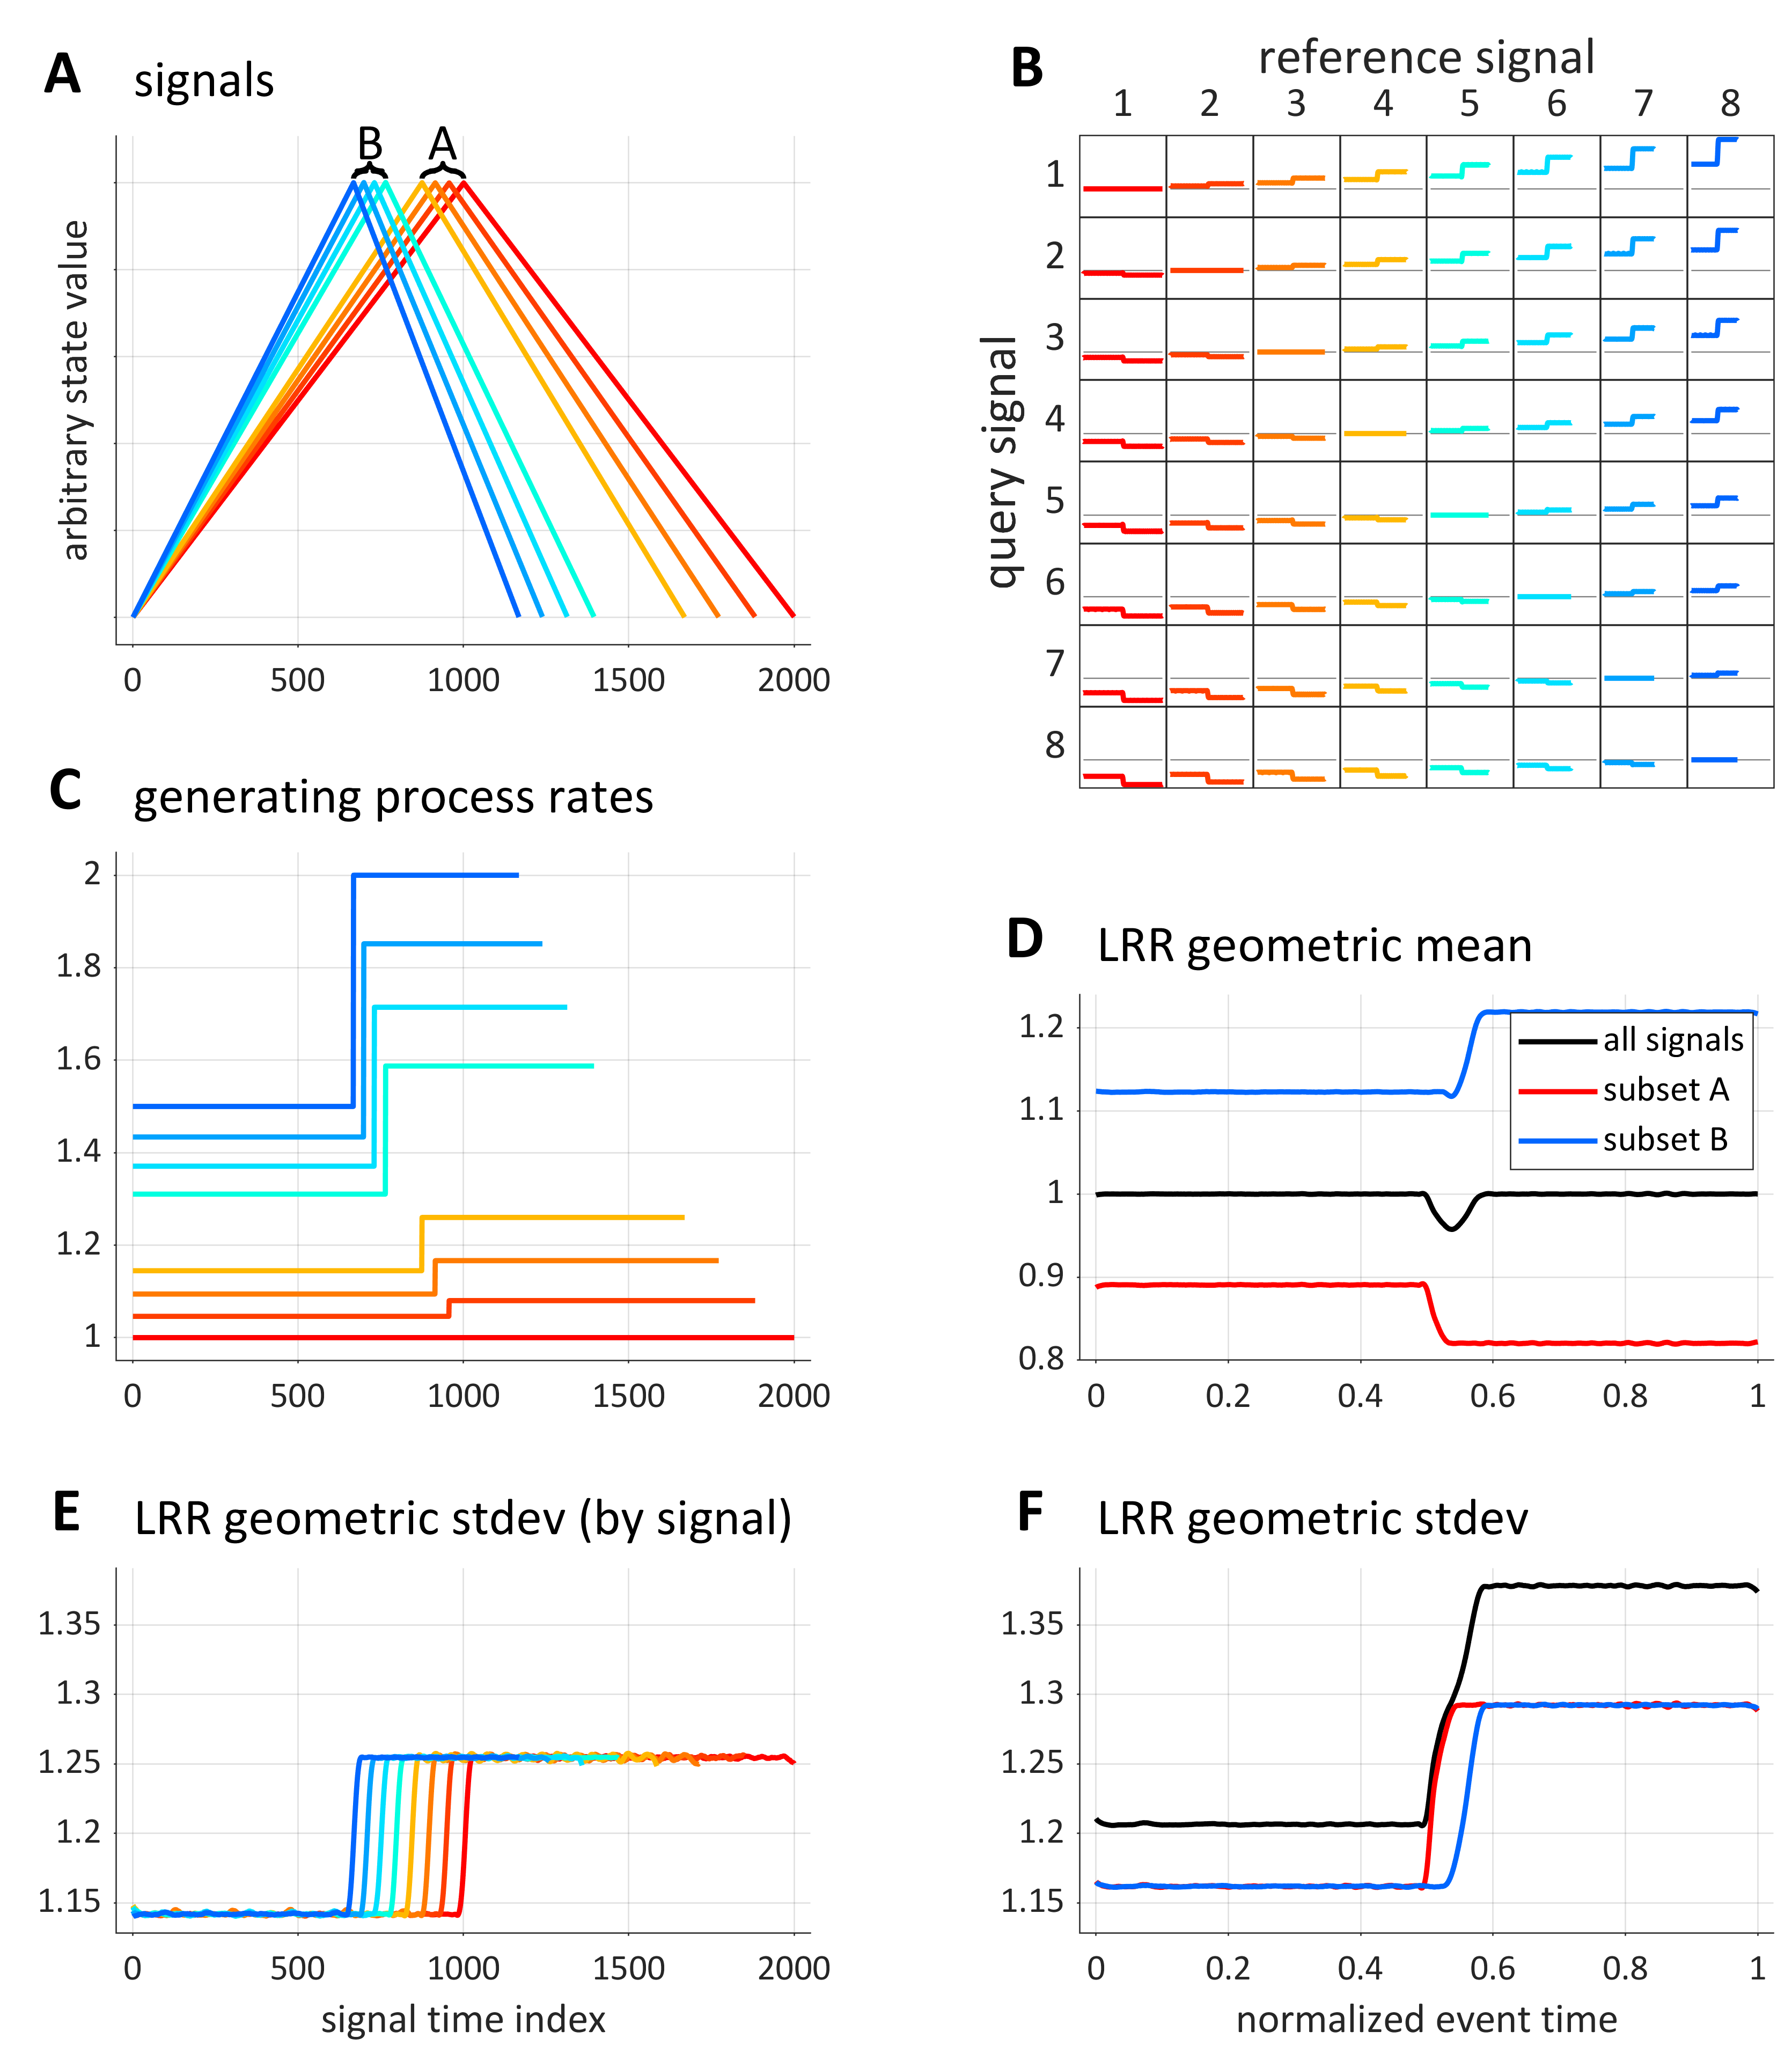 A signals
B A
arbitrary state value
0 500 1000 1500 2000
B reference signal
1 2 3 4 5 6 7 8
query signal
1
2
3
4
5
6
7
8
C generating process rates
2
1.8
1.6
1.4
1.2
1
0 500 1000 1500 2000
D LRR geometric mean
1.2
1.1
1
0.9
0.8
all signals
subset A
subset B
0 0.2 0.4 0.6 0.8 1
E LRR geometric stdev (by signal)
1.35
1.3
1.25
1.2
1.15
0 500 1000 1500 2000
signal time index
F LRR geometric stdev
1.35
1.3
1.25
1.2
1.15
0 0.2 0.4 0.6 0.8 1
normalized event time